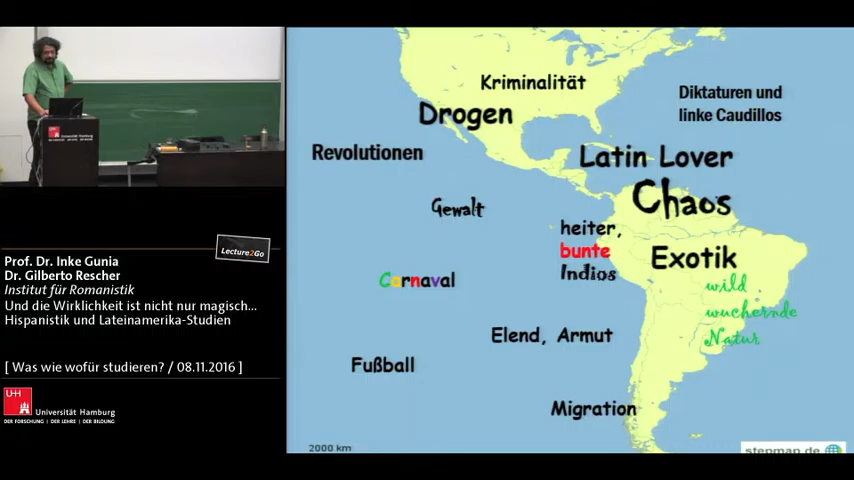 Universität Hamburg
Lecture2Go
Prof. Dr. Inke Gunia
Dr. Gilberto Rescher
Institut für Romanistik
Und die Wirklichkeit ist nicht nur magisch...
Hispanistik und Lateinamerika-Studien
[ Was wie wofür studieren? / 08.11.2016 ]
UH
Universität Hamburg
DER FORSCHUNG | DER LEHRE | DER BILDUNG
Kriminalität
Diktaturen und
linke Caudillos
Drogen
Revolutionen
Latin Lover
Chaos
Gewalt
heiter,
bunte
Indios
Exotik
Carnaval
wild
wuchernde
Natur
Elend, Armut
Fußball
Migration
2000 km
stepmap.de